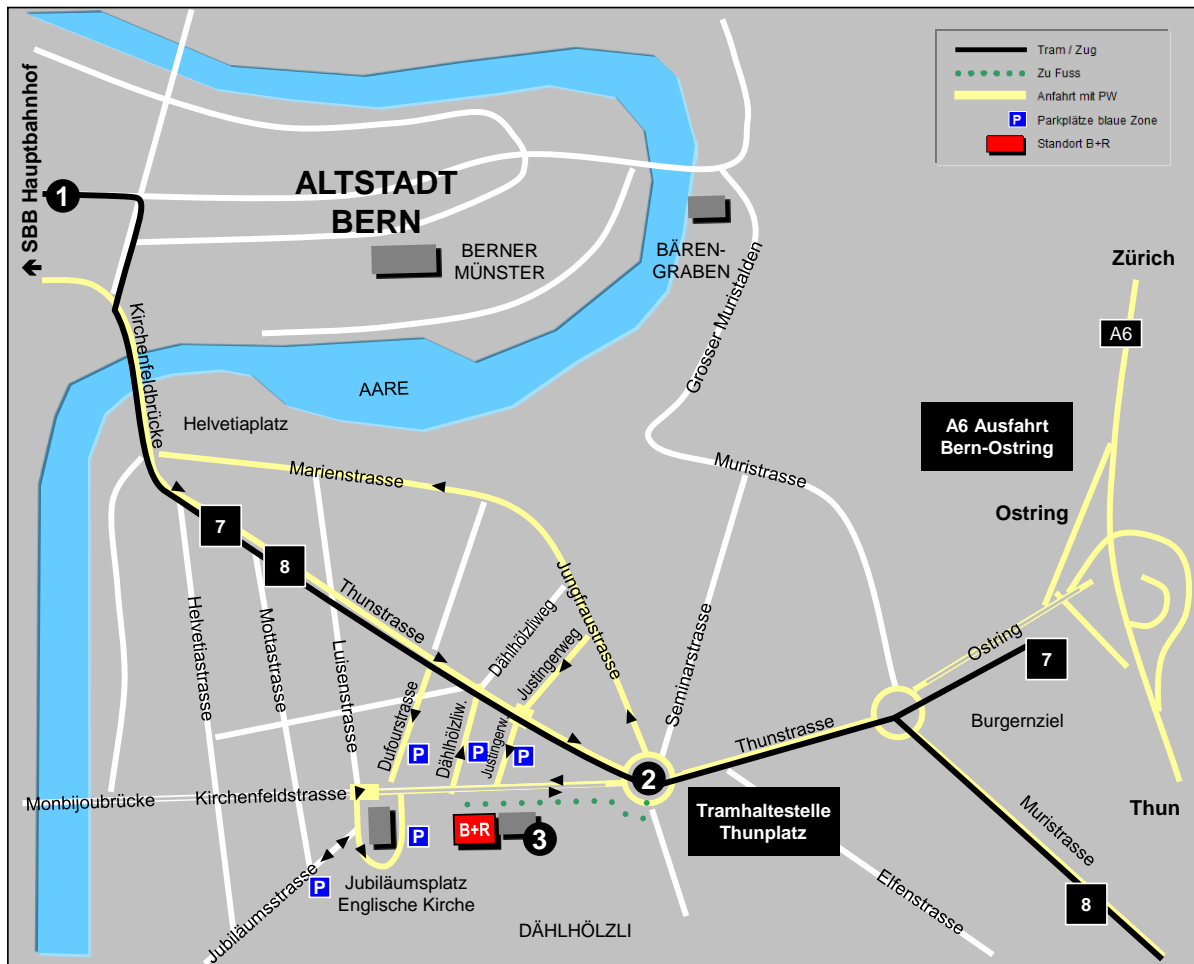 Tram / Zug
Zu Fuss
Anfahrt mit PW
P
Parkplätze blaue Zone
Standort B+R
SBB Hauptbahnhof
1
ALTSTADT
BERN
BERNER
MÜNSTER
BÄREN-
GRABEN
Grosser Muristalden
Zürich
A6
Kirchenfeldbrücke
AARE
Helvetiaplatz
A6 Ausfahrt
Bern-Ostring
Marienstrasse
Muristrasse
Ostring
7
8
Thunstrasse
Jungfraustrasse
Dählhölzliweg
Justingerweg
Seminarstrasse
Helvetiastrasse
Mottastrasse
Luisenstrasse
Dufourstrasse
Dählhölzliw.
Justingerw.
Ostring
7
Burgernziel
Thunstrasse
P
P
P
2
Monbijoubrücke
Kirchenfeldstrasse
Tramhaltestelle
Thunplatz
Thun
Muristrasse
B+R
3
P
Jubiläumsplatz
Englische Kirche
P
Jubiläumsstrasse
DÄHLHÖLZLI
Elfenstrasse
8